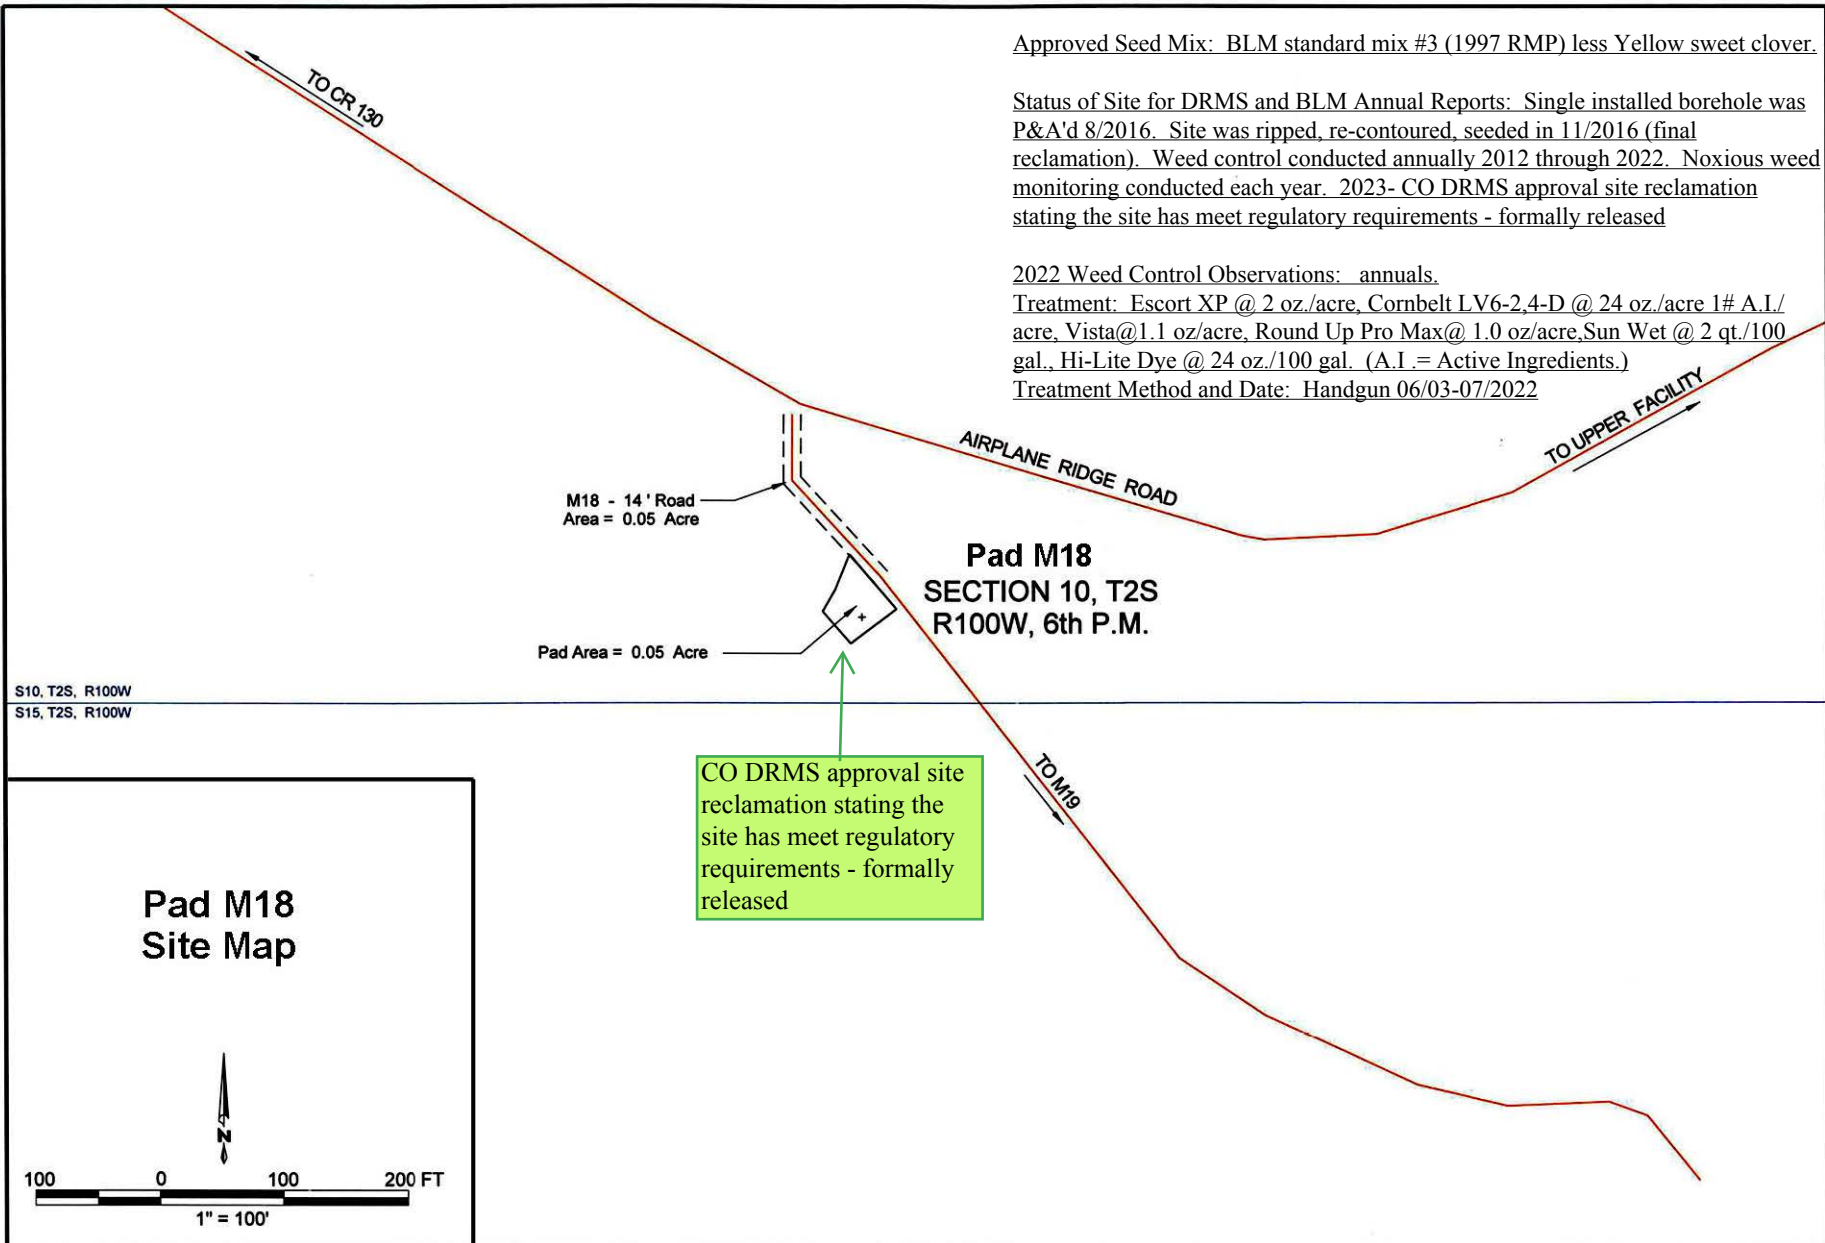 Approved Seed Mix: BLM standard mix #3 (1997 RMP) less Yellow sweet clover.
Status of Site for DRMS and BLM Annual Reports: Single installed borehole was
P&A'd 8/2016. Site was ripped, re-contoured, seeded in 11/2016 (final
reclamation). Weed control conducted annually 2012 through 2022. Noxious weed
monitoring conducted each year. 2023- CO DRMS approval site reclamation
stating the site has meet regulatory requirements - formally released
2022 Weed Control Observations: annuals.
Treatment: Escort XP @ 2 oz./acre, Cornbelt LV6-2,4-D @ 24 oz./acre 1# A.I./
acre, Vista@1.1 oz/acre, Round Up Pro Max@ 1.0 oz/acre,Sun Wet @ 2 qt./100
gal., Hi-Lite Dye @ 24 oz./100 gal. (A.I .= Active Ingredients.)
Treatment Method and Date: Handgun 06/03-07/2022
TO CR 130
AIRPLANE RIDGE ROAD
TO UPPER FACILITY
M18 - 14' Road
Area = 0.05 Acre
Pad M18
SECTION 10, T2S
R100W, 6th P.M.
Pad Area = 0.05 Acre
S10, T2S, R100W
S15, T2S, R100W
TO M19
CO DRMS approval site
reclamation stating the
site has meet regulatory
requirements - formally
released
Pad M18
Site Map
N
100 0 100 200 FT
1" = 100'